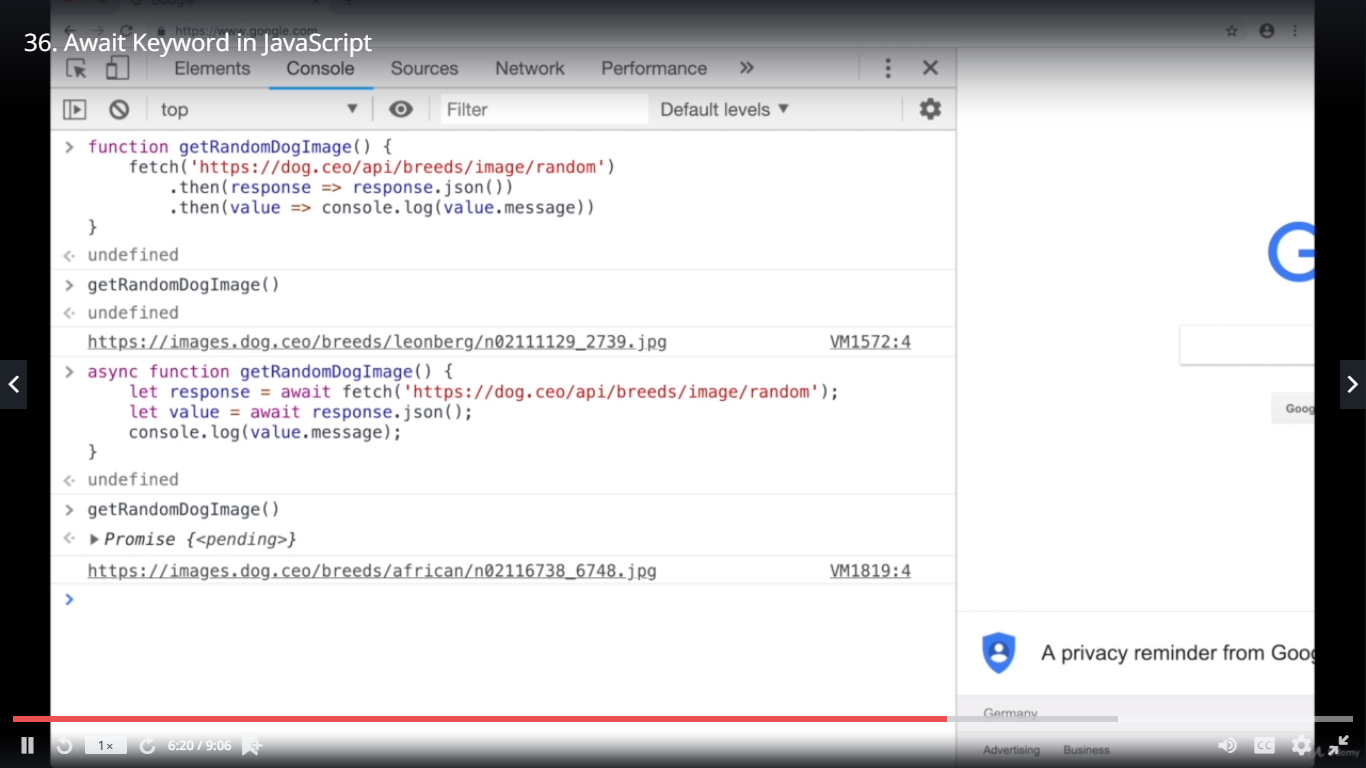 Google
https://www.google.com
36. Await Keyword in JavaScript
Elements Console Sources Network Performance »
top ▼ Filter Default levels ▼
> function getRandomDogImage() {
fetch('https://dog.ceo/api/breeds/image/random')
.then(response => response.json())
.then(value => console.log(value.message))
}
undefined
> getRandomDogImage()
undefined
https://images.dog.ceo/breeds/leonberg/n02111129_2739.jpg VM1572:4
> async function getRandomDogImage() {
let response = await fetch('https://dog.ceo/api/breeds/image/random');
let value = await response.json();
console.log(value.message);
}
undefined
> getRandomDogImage()
Promise {<pending>}
https://images.dog.ceo/breeds/african/n02116738_6748.jpg VM1819:4
>
G
Goog
A privacy reminder from Goog
Germany
Advertising Business
1× 6:20 / 9:06 CC